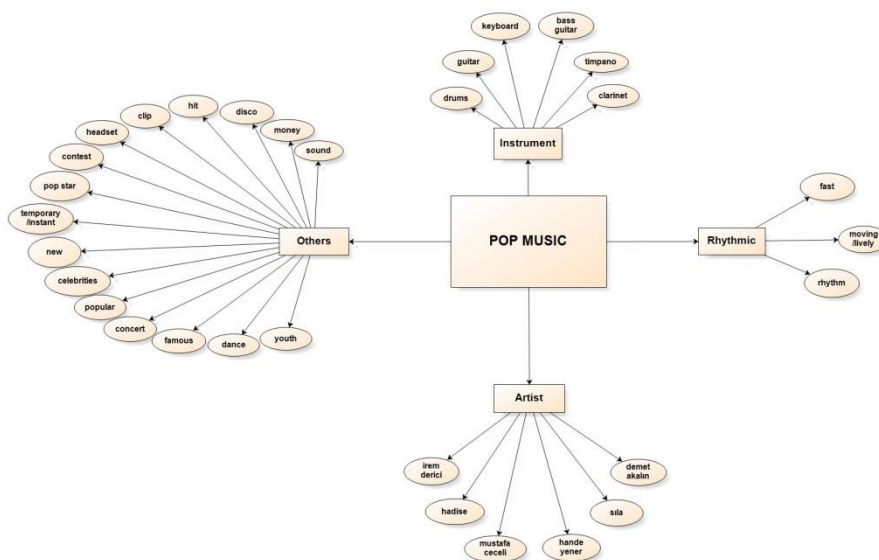 keyboard
bass
guitar
guitar
timpano
drums
clarinet
Instrument
hit
disco
clip
money
headset
sound
contest
pop star
temporary
/instant
new
celebrities
popular
concert
famous
dance
youth
Others
POP MUSIC
Rhythmic
fast
moving
/lively
rhythm
Artist
irem
derici
demet
akalın
hadise
sıla
mustafa
ceceli
hande
yener